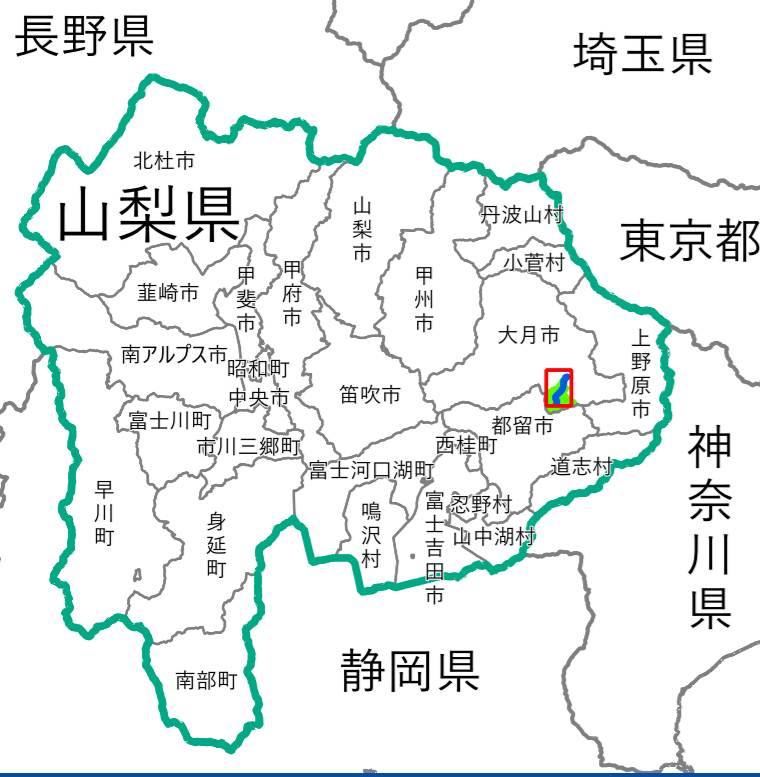 長野県
埼玉県
北杜市
山梨県
山梨市
丹波山村
東京都
小菅村
韮崎市
甲斐市
甲府市
甲州市
大月市
上野原市
南アルプス市
昭和町
中央市
笛吹市
富士川町
市川三郷町
都留市
西桂町
神奈川県
富士河口湖町
道志村
早川町
身延町
鳴沢村
富士吉田市
忍野村
山中湖村
静岡県
南部町